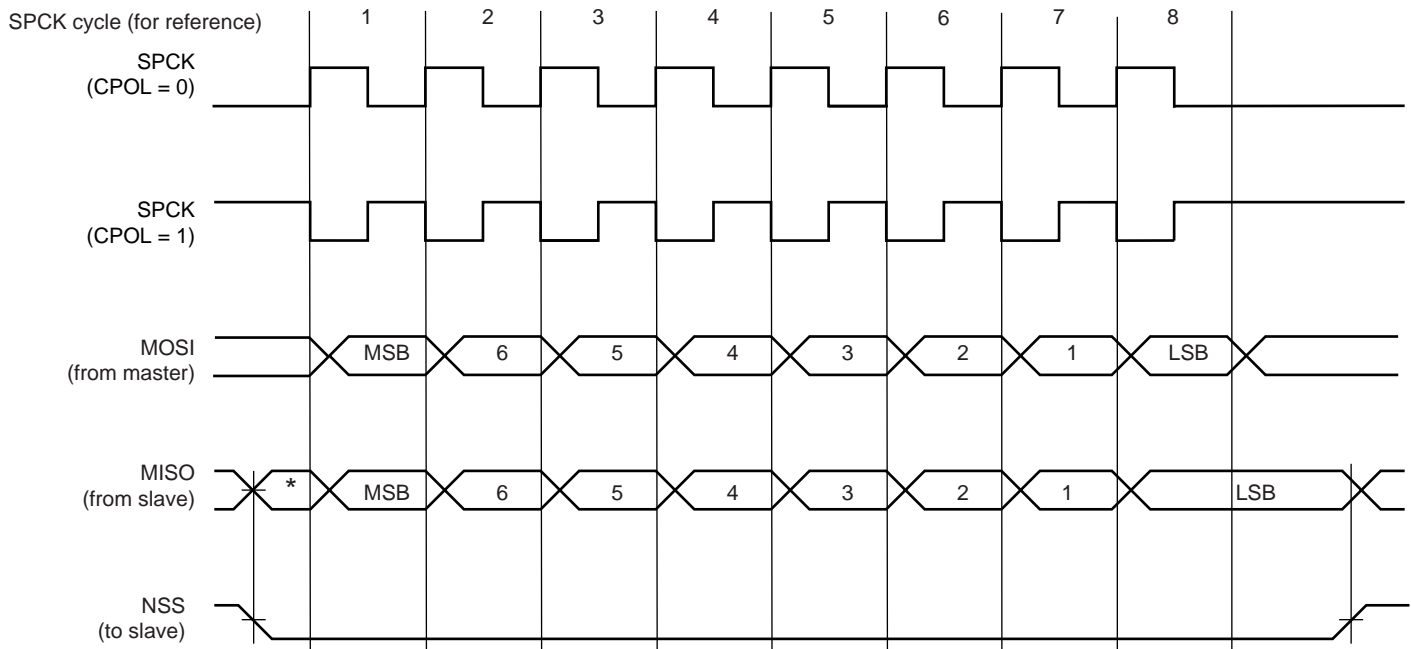 SPCK cycle (for reference) 1 2 3 4 5 6 7 8
SPCK
(CPOL = 0)
SPCK
(CPOL = 1)
MOSI
(from master)
MSB 6 5 4 3 2 1 LSB
MISO
(from slave)
* MSB 6 5 4 3 2 1 LSB
NSS
(to slave)